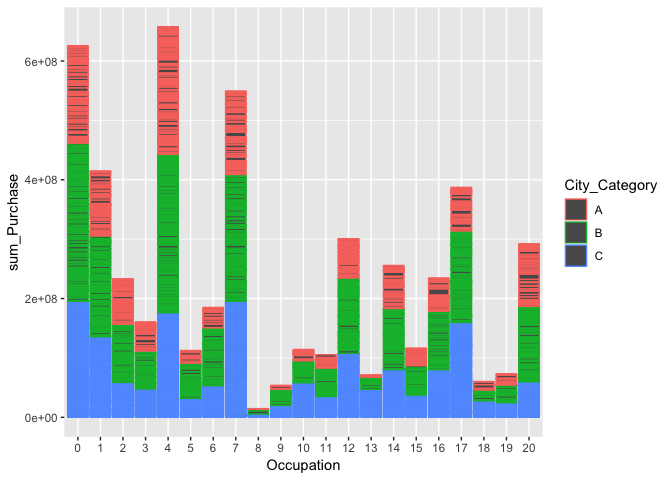 6e+08
4e+08
2e+08
0e+00
sum_Purchase
0 1 2 3 4 5 6 7 8 9 10 11 12 13 14 15 16 17 18 19 20
Occupation
City_Category
A
B
C